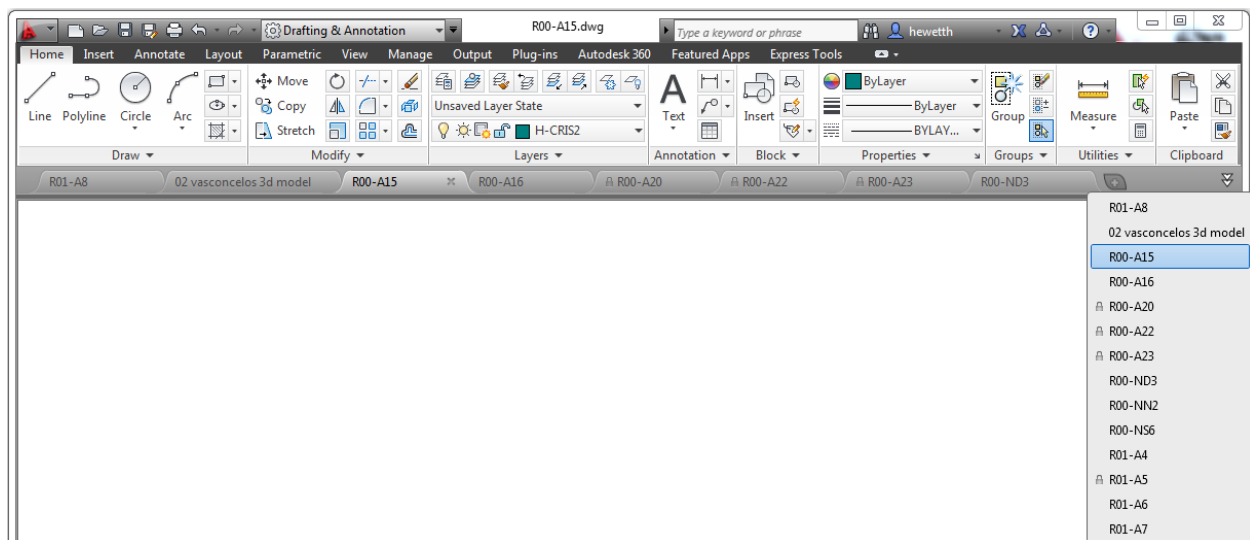 Drafting & Annotation R00-A15.dwg Type a keyword or phrase hewetth
Home Insert Annotate Layout Parametric View Manage Output Plug-ins Autodesk 360 Featured Apps Express Tools
Move ByLayer
Copy Unsaved Layer State ByLayer
Line Polyline Circle Arc Text Insert Group Measure Paste
Stretch H-CRIS2 BYLAY...
Draw Modify Layers Annotation Block Properties Groups Utilities Clipboard
R01-A8 02 vasconcelos 3d model R00-A15 R00-A16 R00-A20 R00-A22 R00-A23 R00-ND3
R01-A8
02 vasconcelos 3d model
R00-A15
R00-A16
R00-A20
R00-A22
R00-A23
R00-ND3
R00-NN2
R00-NS6
R01-A4
R01-A5
R01-A6
R01-A7